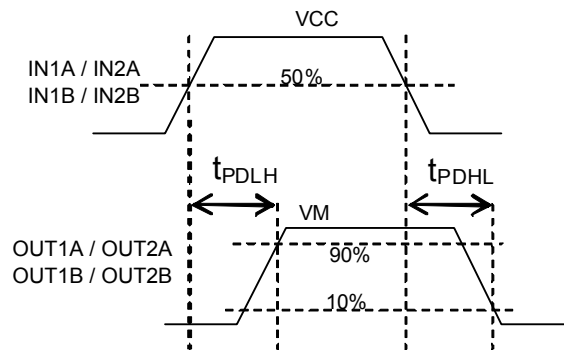 VCC
IN1A / IN2A
IN1B / IN2B
50%
tPDLH
tPDHL
VM
OUT1A / OUT2A
OUT1B / OUT2B
90%
10%